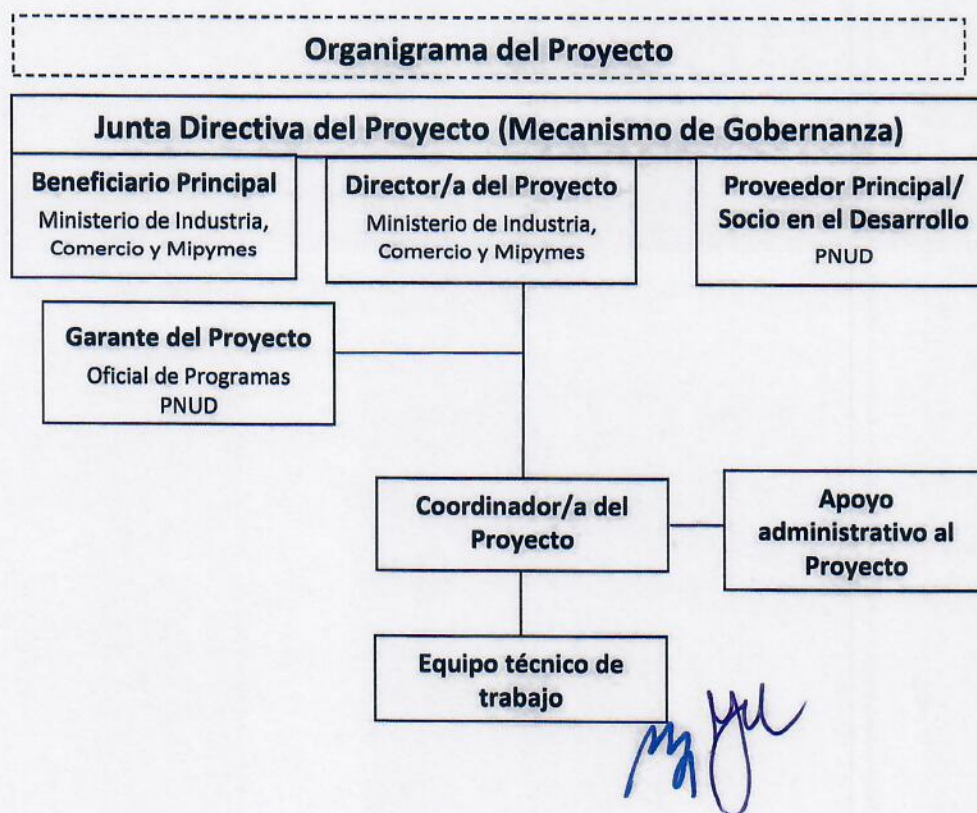 Organigrama del Proyecto
Junta Directiva del Proyecto (Mecanismo de Gobernanza)
Beneficiario Principal
Ministerio de Industria,
Comercio y Mipymes
Director/a del Proyecto
Ministerio de Industria,
Comercio y Mipymes
Proveedor Principal/
Socio en el Desarrollo
PNUD
Garante del Proyecto
Oficial de Programas
PNUD
Coordinador/a del
Proyecto
Apoyo
administrativo al
Proyecto
Equipo técnico de
trabajo